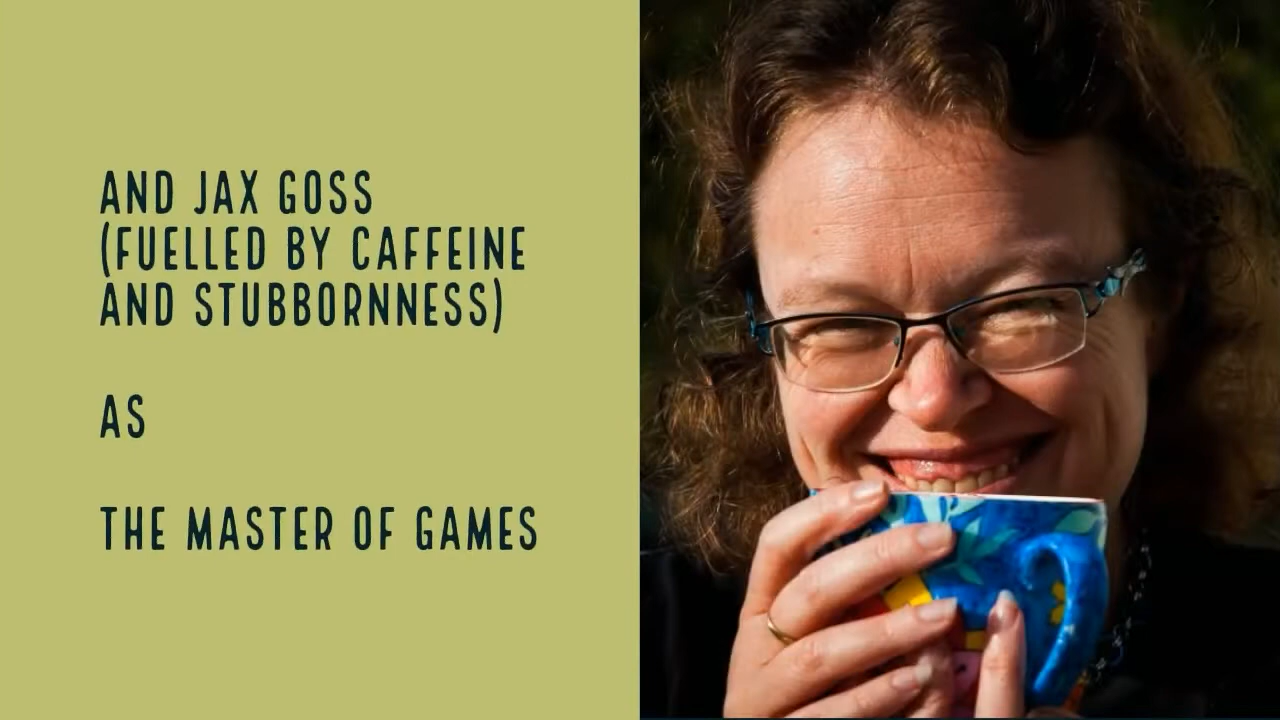 AND JAX GOSS
(FUELLED BY CAFFEINE
AND STUBBORNNESS)
AS
THE MASTER OF GAMES